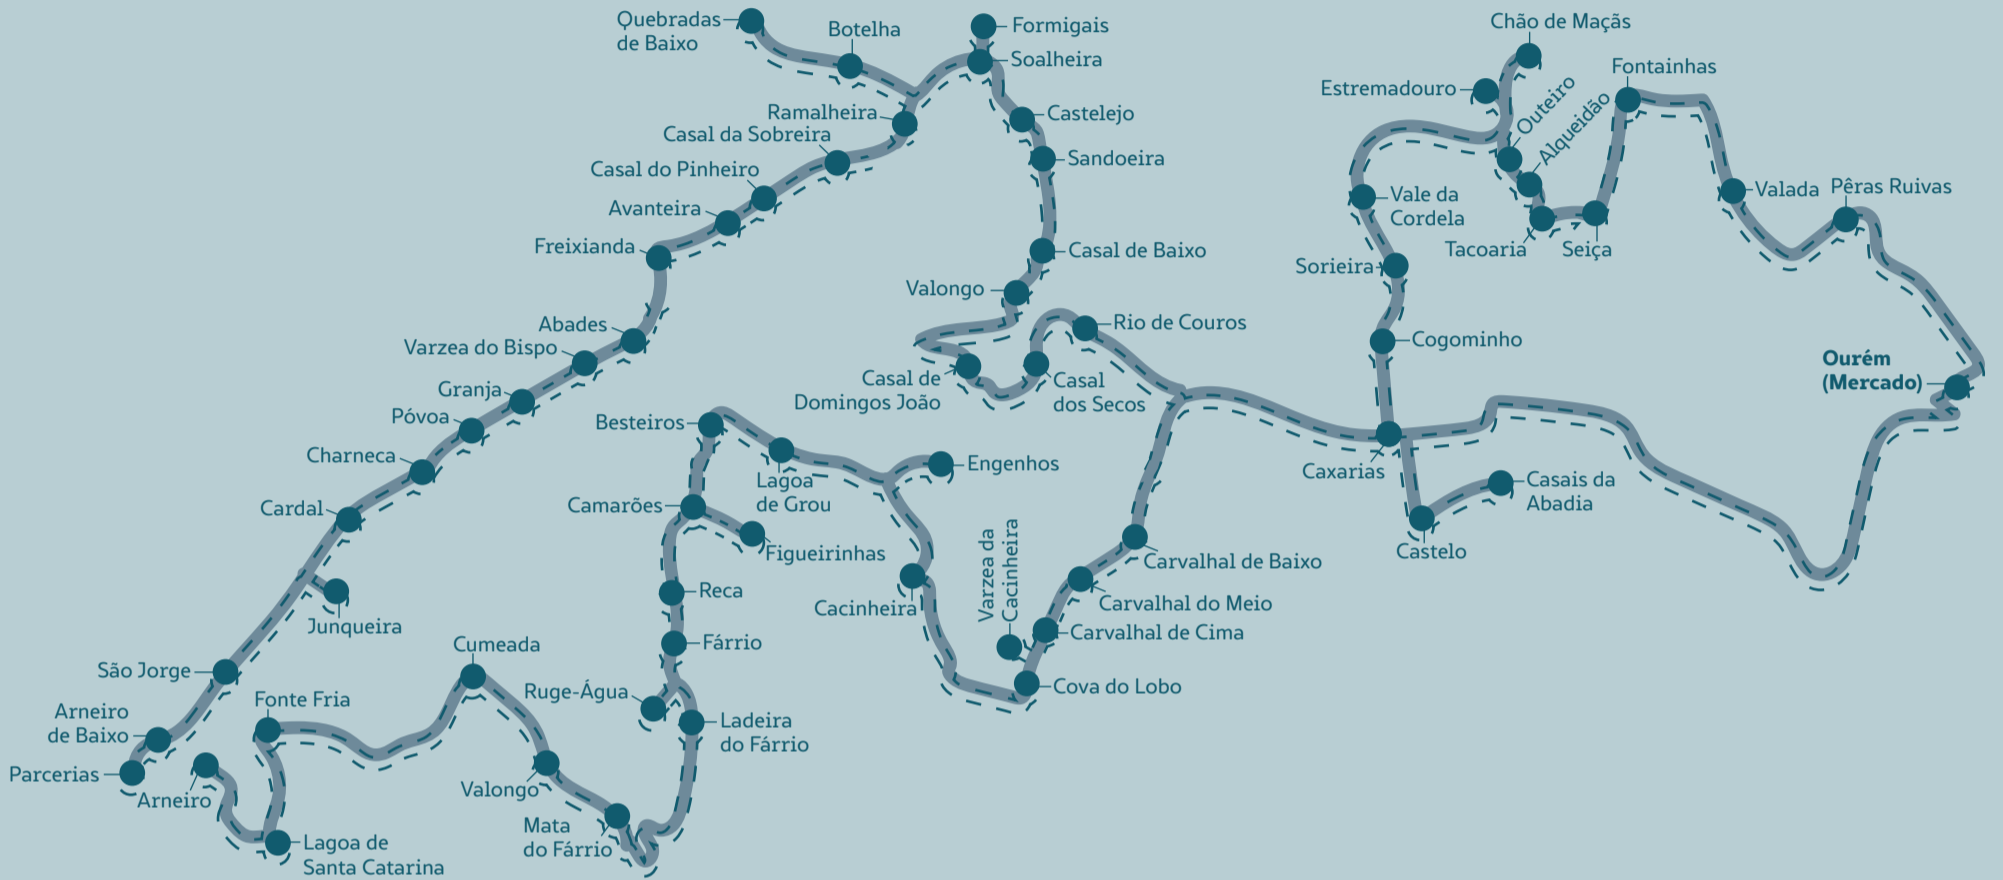 Quebradas
de Baixo
Botelha
Formigais
Soalheira
Chão de Maçãs
Estremadouro
Outeiro
Alqueidão
Fontainhas
Ramalheira
Casal da Sobreira
Castelejo
Casal do Pinheiro
Sandoeira
Avanteira
Vale da
Cordela
Valada
Pêras Ruivas
Freixianda
Casal de Baixo
Tacoaria
Seiça
Sorieira
Valongo
Abades
Rio de Couros
Varzea do Bispo
Cogominho
Ourém
(Mercado)
Granja
Casal de
Domingos João
Casal
dos Secos
Póvoa
Besteiros
Charneca
Lagoa
de Grou
Engenhos
Caxarias
Casais da
Abadia
Cardal
Camarões
Figueirinhas
Castelo
Varzea da
Cacinheira
Carvalhal de Baixo
Reca
Cacinheira
Carvalhal do Meio
Junqueira
Carvalhal de Cima
Cumeada
Fárrio
São Jorge
Ruge-Água
Cova do Lobo
Fonte Fria
Arneiro
de Baixo
Ladeira
do Fárrio
Parcerias
Arneiro
Valongo
Mata
do Fárrio
Lagoa de
Santa Catarina